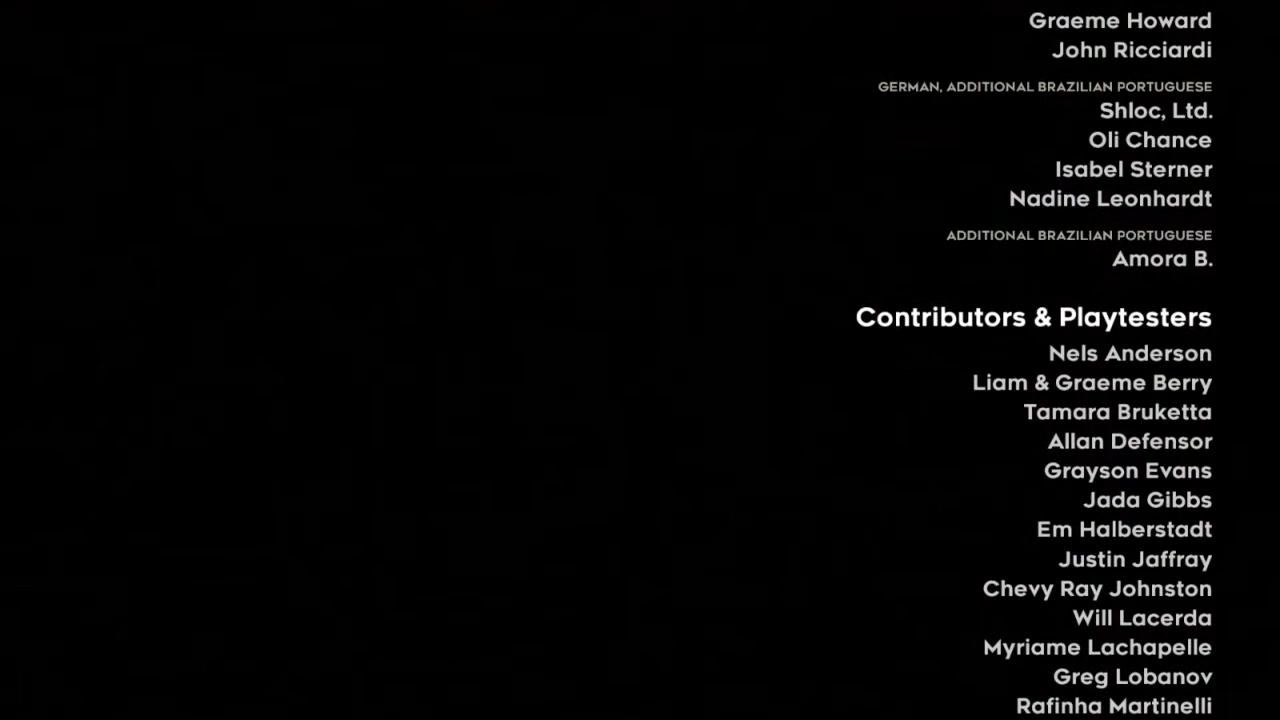 Graeme Howard
John Ricciardi
GERMAN, ADDITIONAL BRAZILIAN PORTUGUESE
Shloc, Ltd.
Oli Chance
Isabel Sterner
Nadine Leonhardt
ADDITIONAL BRAZILIAN PORTUGUESE
Amora B.
Contributors & Playtesters
Nels Anderson
Liam & Graeme Berry
Tamara Bruketta
Allan Defensor
Grayson Evans
Jada Gibbs
Em Halberstadt
Justin Jaffray
Chevy Ray Johnston
Will Lacerda
Myriame Lachapelle
Greg Lobanov
Rafinha Martinelli